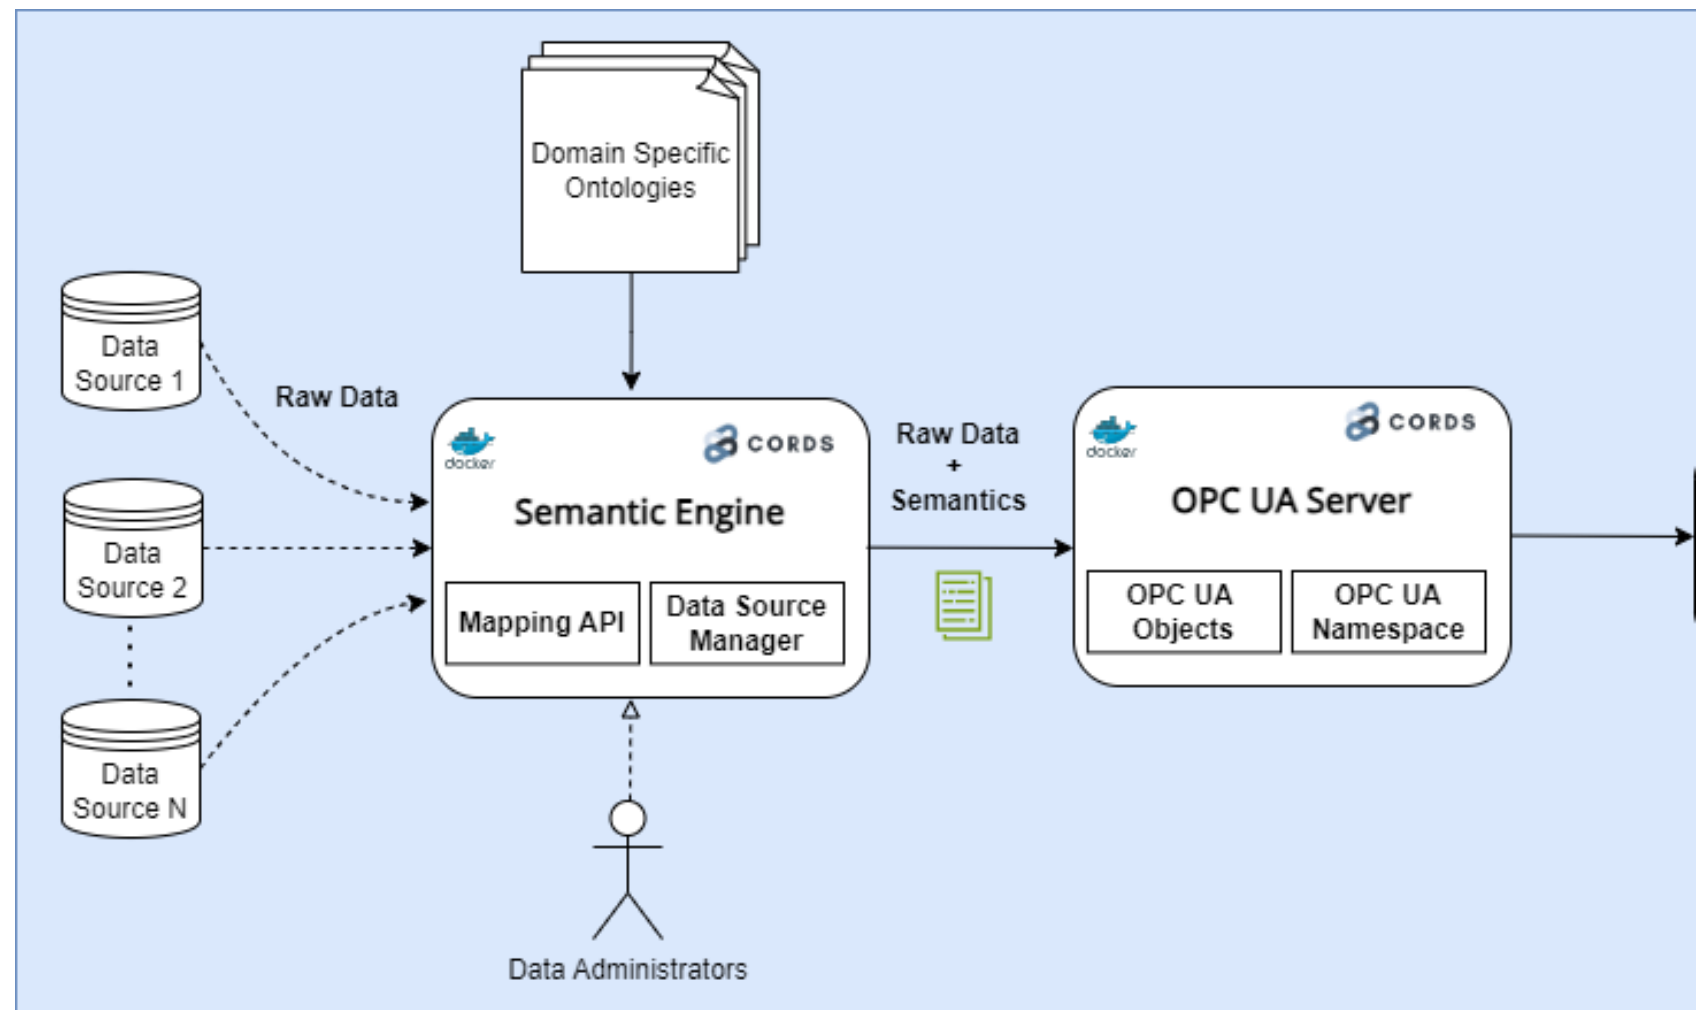 Domain Specific
Ontologies
Data
Source 1
Raw Data
Data
Source 2
Data
Source N
docker
CORDS
Semantic Engine
Mapping API
Data Source
Manager
Raw Data
+
Semantics
docker
CORDS
OPC UA Server
OPC UA
Objects
OPC UA
Namespace
Data Administrators